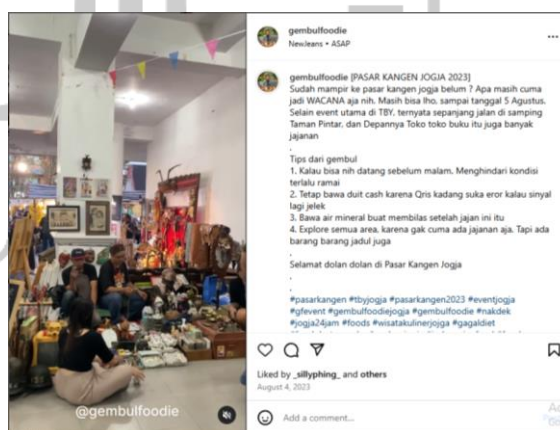 gembulfoodie
NewJeans • ASAP
gembulfoodie [PASAR KANGEN JOGJA 2023]
Sudah mampir ke pasar kangen jogja belum ? Apa masih cuma
jadi WACANA aja nih. Masih bisa lho, sampai tanggal 5 Agustus.
Selain event utama di TBY, ternyata sepanjang jalan di samping
Taman Pintar, dan Depannya Toko toko buku itu juga banyak
jajanan
.
Tips dari gembul
1. Kalau bisa nih datang sebelum malam. Menghindari kondisi
terlalu ramai
2. Tetap bawa duit cash karena Qris kadang suka eror kalau sinyal
lagi jelek
3. Bawa air mineral buat membilas setelah jajan ini itu
4. Explore semua area, karena gak cuma ada jajanan aja. Tapi ada
barang barang jadul juga
.
Selamat dolan dolan di Pasar Kangen Jogja
.
.
#pasarkangen #tbyjogja #pasarkangen2023 #eventjogja
#gfevent #gembulfoodiejogja #gembulfoodie #nakdek
#jogja24jam #foods #wisatakulinerjogja #gagaldiet
Liked by _sillyphing_ and others
August 4, 2023
Add a comment...
@gembulfoodie